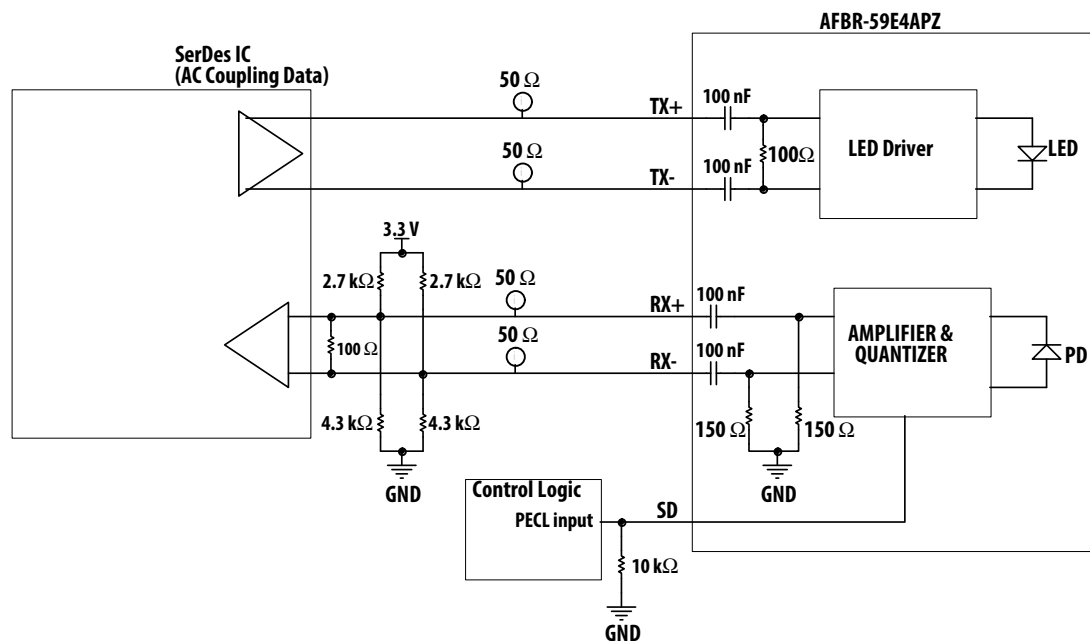 AFBR-59E4APZ
SerDes IC
(AC Coupling Data)
50 Ω
TX+
100 nF
50 Ω
TX-
100 nF
100Ω
LED Driver
LED
3.3 V
2.7 kΩ
2.7 kΩ
50 Ω
RX+
100 nF
100 Ω
50 Ω
RX-
100 nF
AMPLIFIER &
QUANTIZER
PD
4.3 kΩ
4.3 kΩ
150 Ω
150 Ω
GND
GND
Control Logic
PECL input
SD
10 kΩ
GND